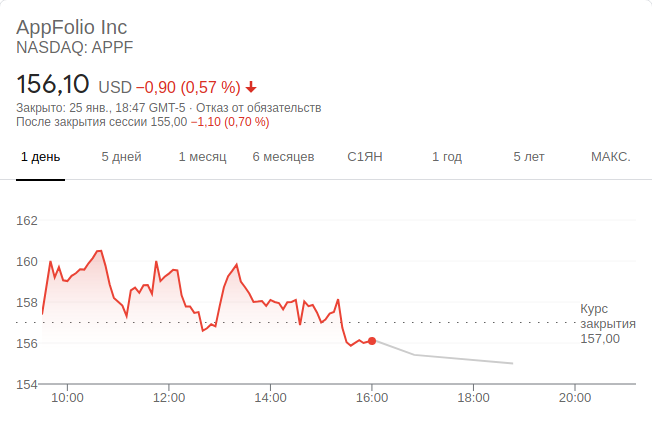 AppFolio Inc
NASDAQ: APPF
156,10 USD −0,90 (0,57 %)
Закрыто: 25 янв., 18:47 GMT-5 · Отказ от обязательств
После закрытия сессии 155,00 −1,10 (0,70 %)
1 день 5 дней 1 месяц 6 месяцев С1ЯН 1 год 5 лет МАКС.
162
160
158
156
154
Курс
закрытия
157,00
10:00 12:00 14:00 16:00 18:00 20:00